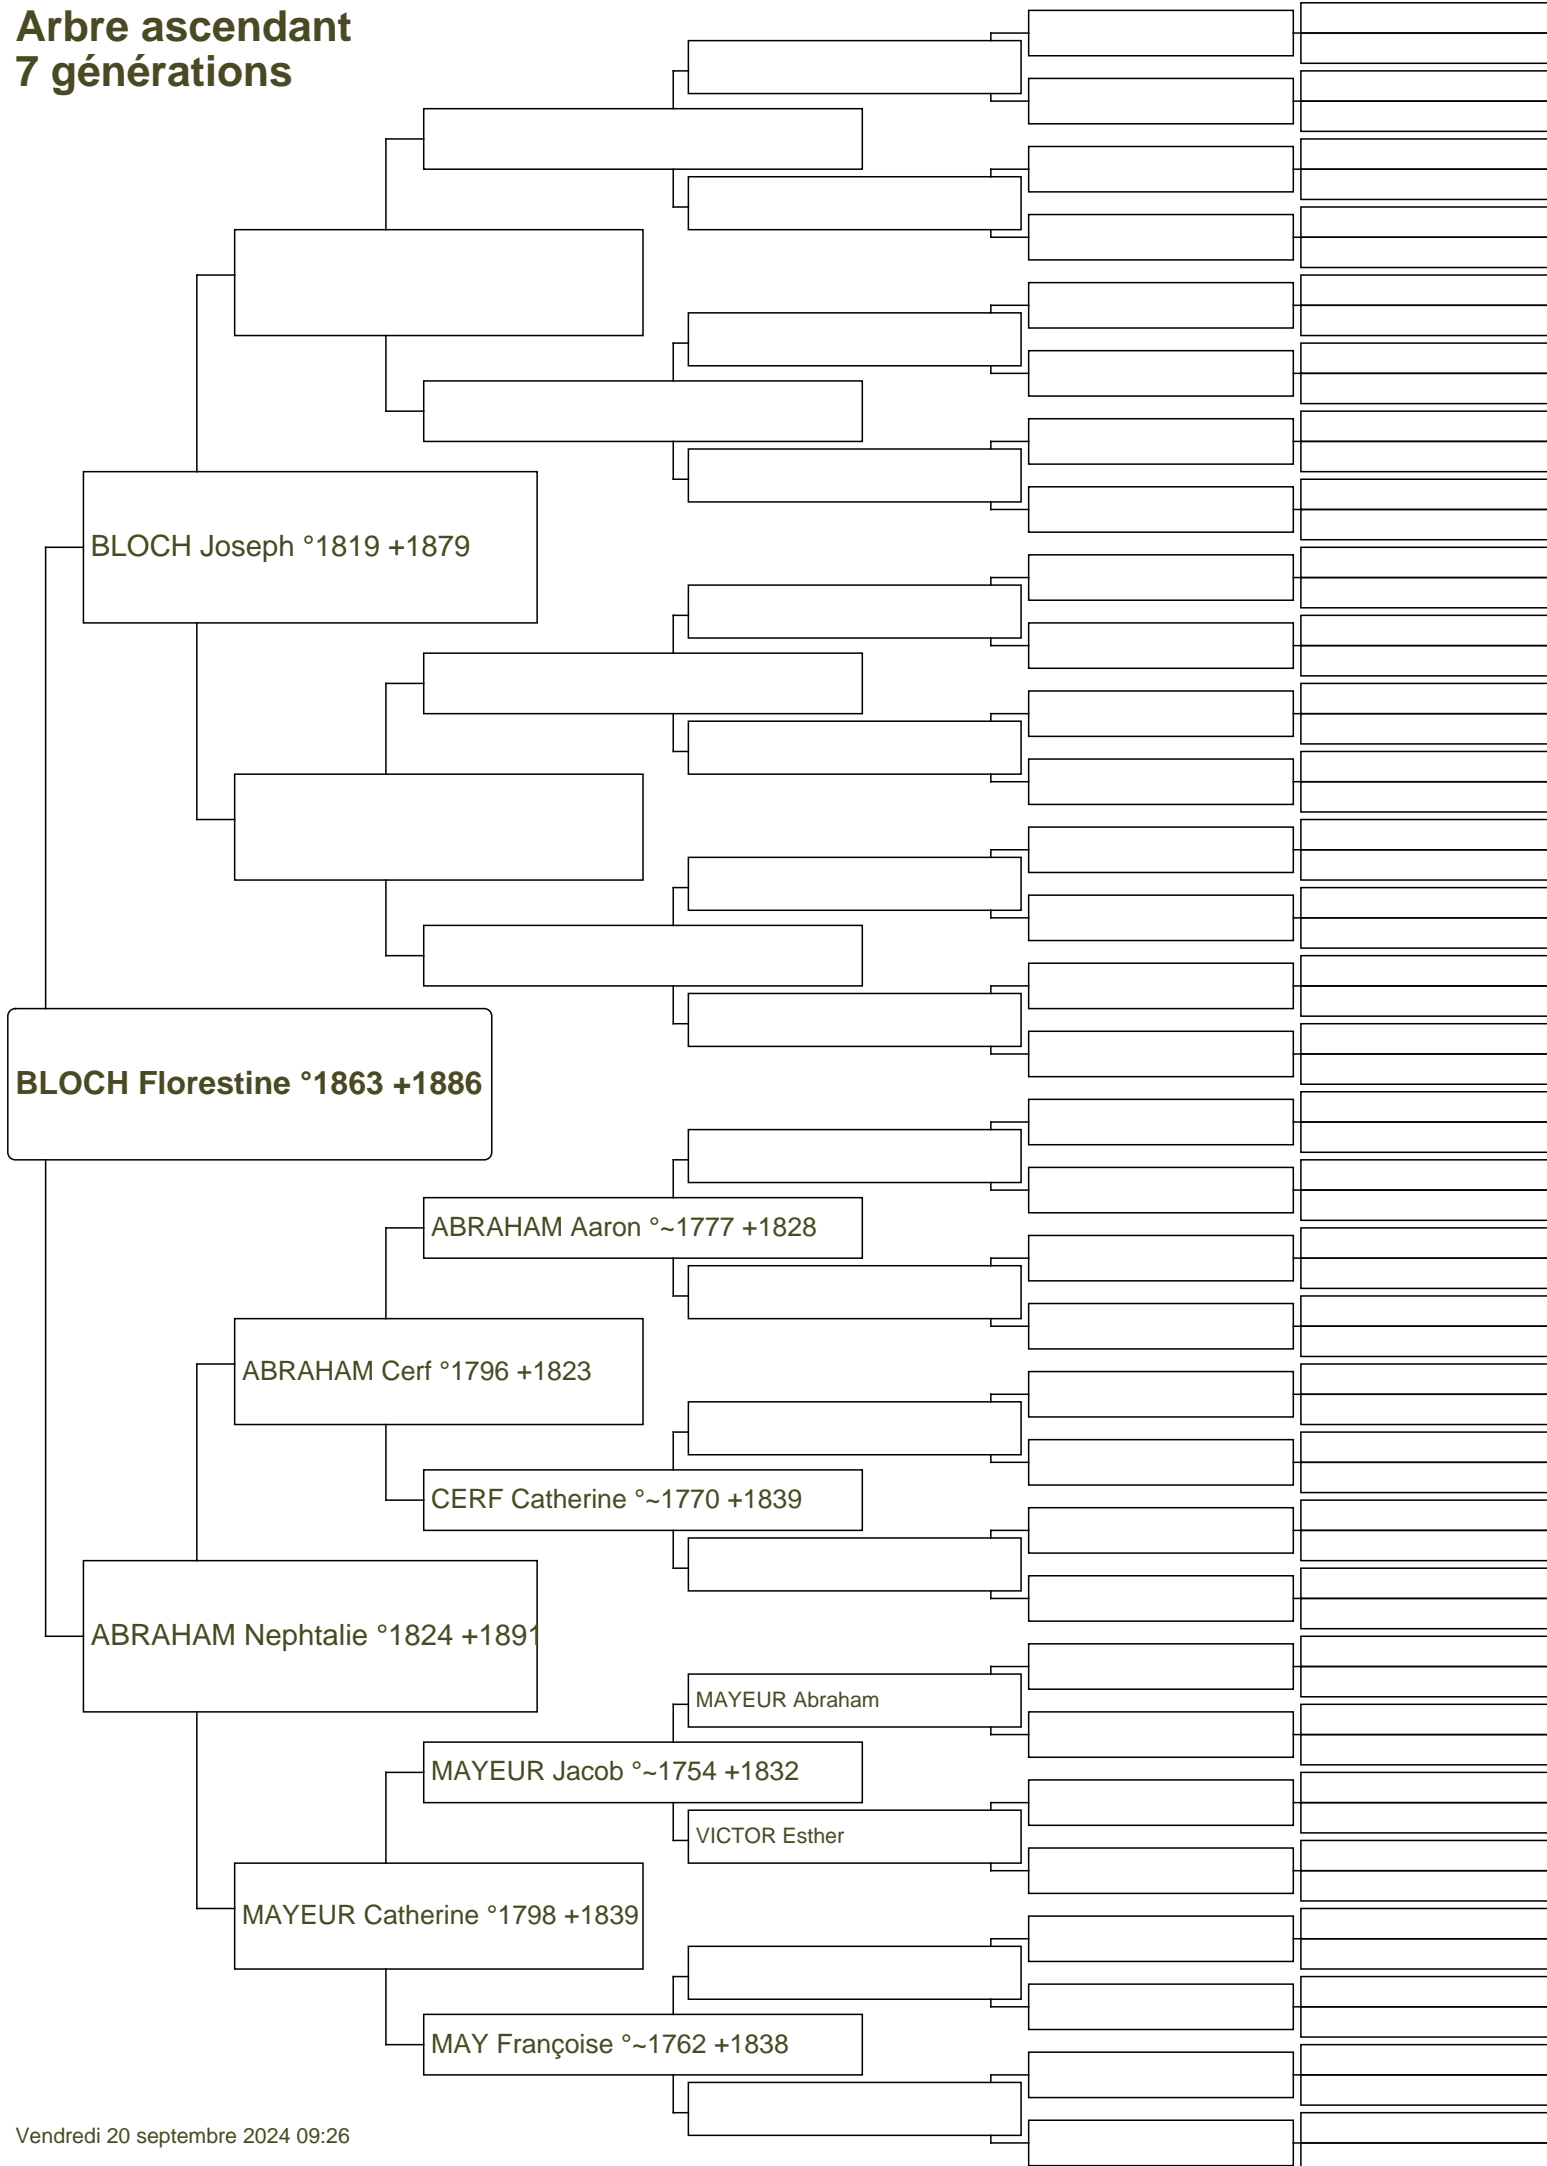 Arbre ascendant
7 générations
BLOCH Joseph °1819 +1879
BLOCH Florestine °1863 +1886
ABRAHAM Aaron °~1777 +1828
ABRAHAM Cerf °1796 +1823
CERF Catherine °~1770 +1839
ABRAHAM Nephtalie °1824 +1891
MAYEUR Abraham
MAYEUR Jacob °~1754 +1832
VICTOR Esther
MAYEUR Catherine °1798 +1839
MAY Françoise °~1762 +1838
Vendredi 20 septembre 2024 09:26